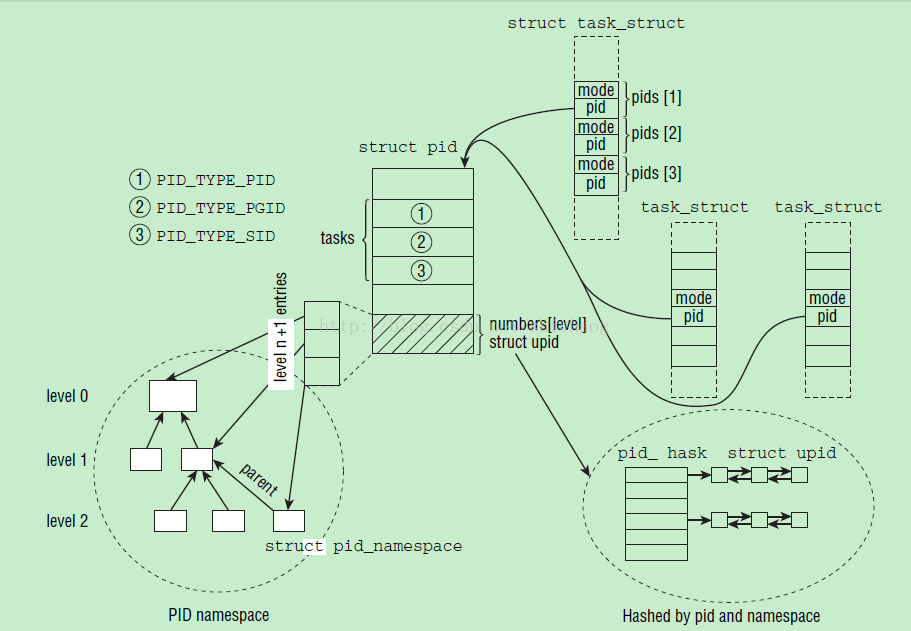 struct task_struct
mode
pid
pids [1]
mode
pid
pids [2]
mode
pid
pids [3]
struct pid
① PID_TYPE_PID
② PID_TYPE_PGID
③ PID_TYPE_SID
tasks
①
②
③
task_struct
task_struct
mode
pid
mode
pid
level n +1 entries
numbers[level]
struct upid
level 0
level 1
level 2
parent
struct pid_namespace
PID namespace
pid_ hask struct upid
Hashed by pid and namespace